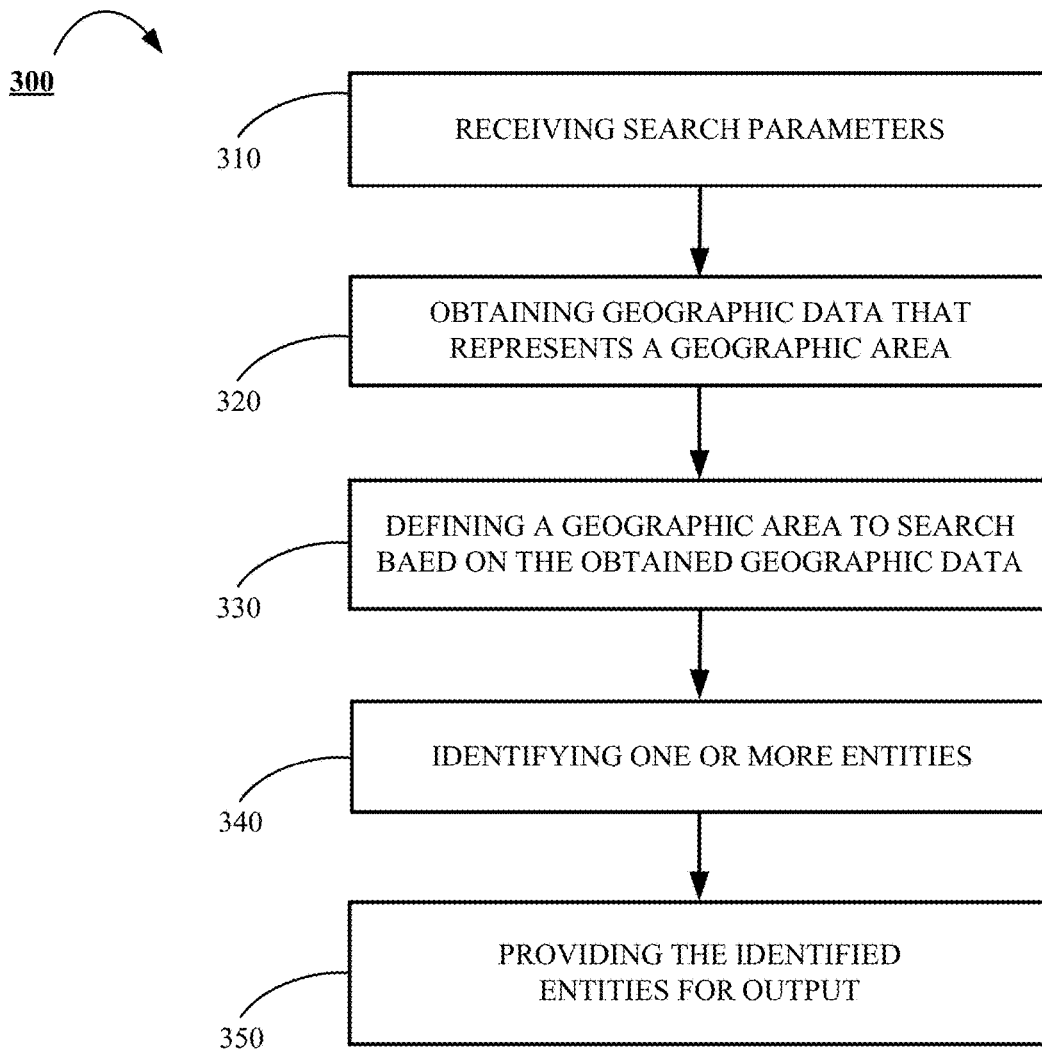 300
RECEIVING SEARCH PARAMETERS
310
OBTAINING GEOGRAPHIC DATA THAT
REPRESENTS A GEOGRAPHIC AREA
320
DEFINING A GEOGRAPHIC AREA TO SEARCH
BAED ON THE OBTAINED GEOGRAPHIC DATA
330
IDENTIFYING ONE OR MORE ENTITIES
340
PROVIDING THE IDENTIFIED
ENTITIES FOR OUTPUT
350